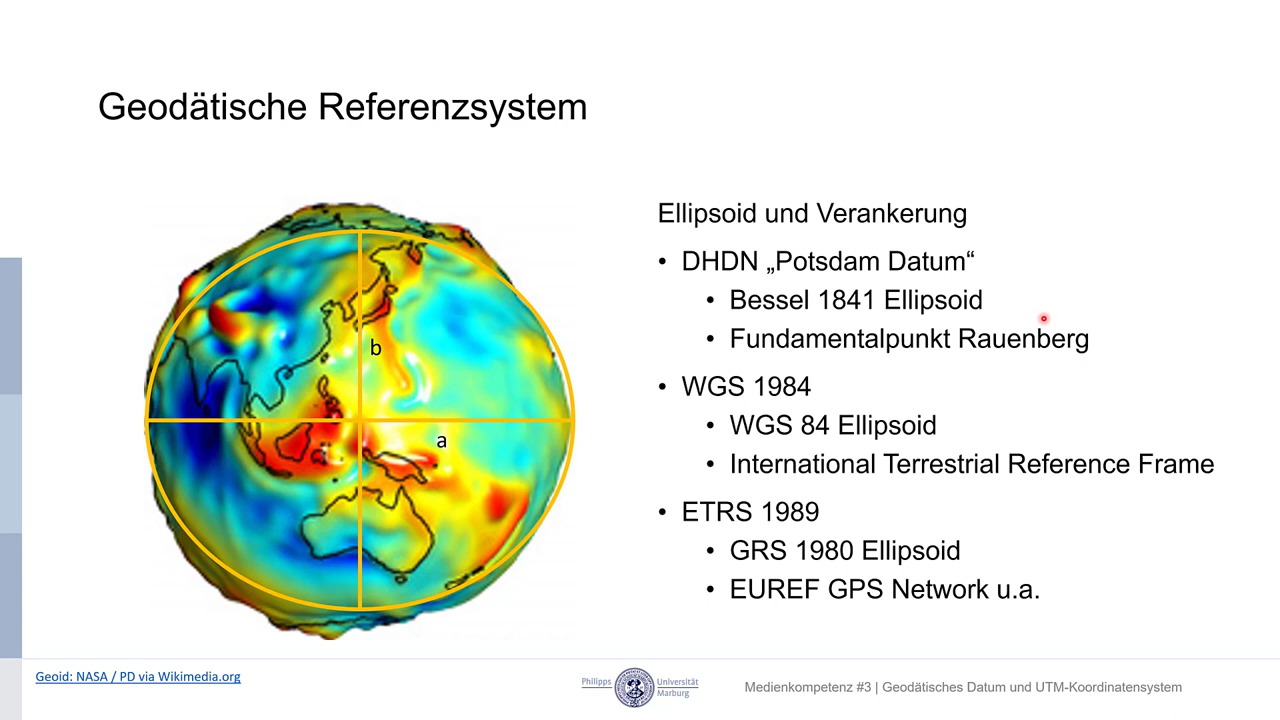 Geodätische Referenzsystem
Ellipsoid und Verankerung
• DHDN „Potsdam Datum“
• Bessel 1841 Ellipsoid
• Fundamentalpunkt Rauenberg
• WGS 1984
• WGS 84 Ellipsoid
• International Terrestrial Reference Frame
• ETRS 1989
• GRS 1980 Ellipsoid
• EUREF GPS Network u.a.
b
a
Geoid: NASA / PD via Wikimedia.org
Philipps Universität
Marburg
Medienkompetenz #3 | Geodätisches Datum und UTM-Koordinatensystem